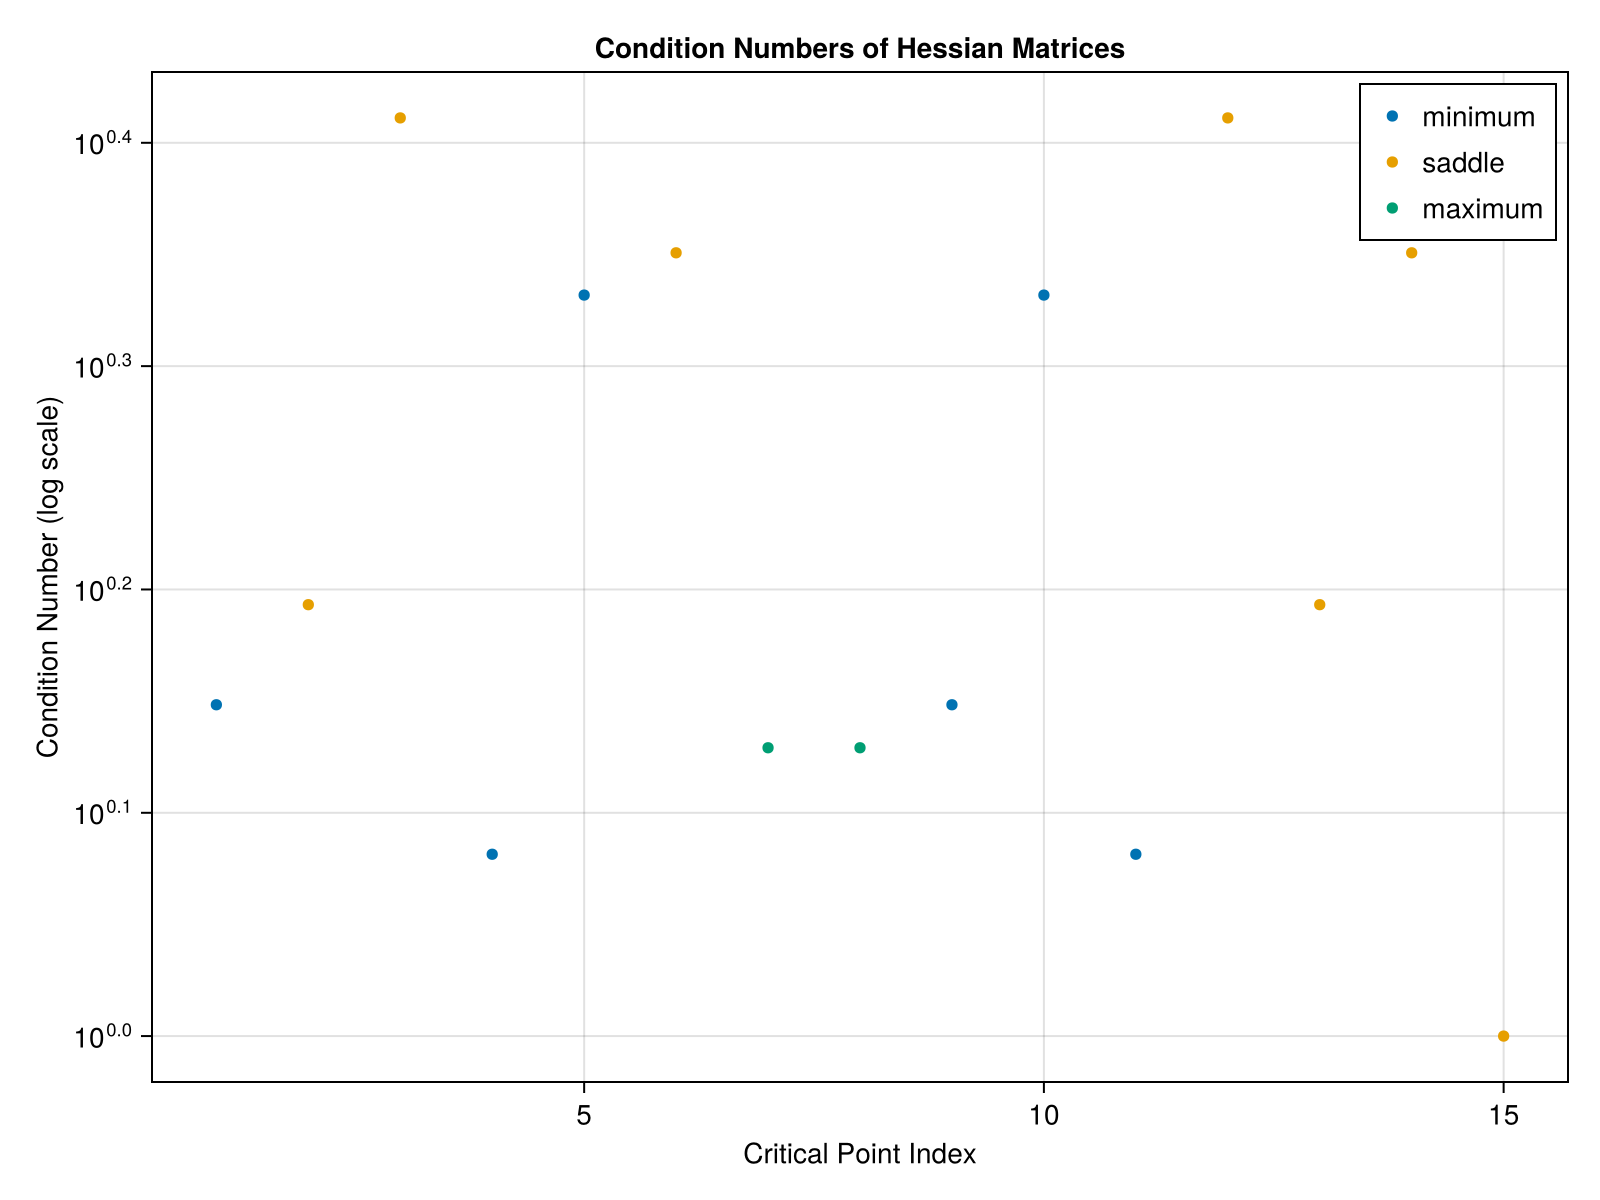 Condition Numbers of Hessian Matrices
minimum
saddle
maximum
10^0.4
10^0.3
10^0.2
10^0.1
10^0.0
Condition Number (log scale)
5 10 15
Critical Point Index